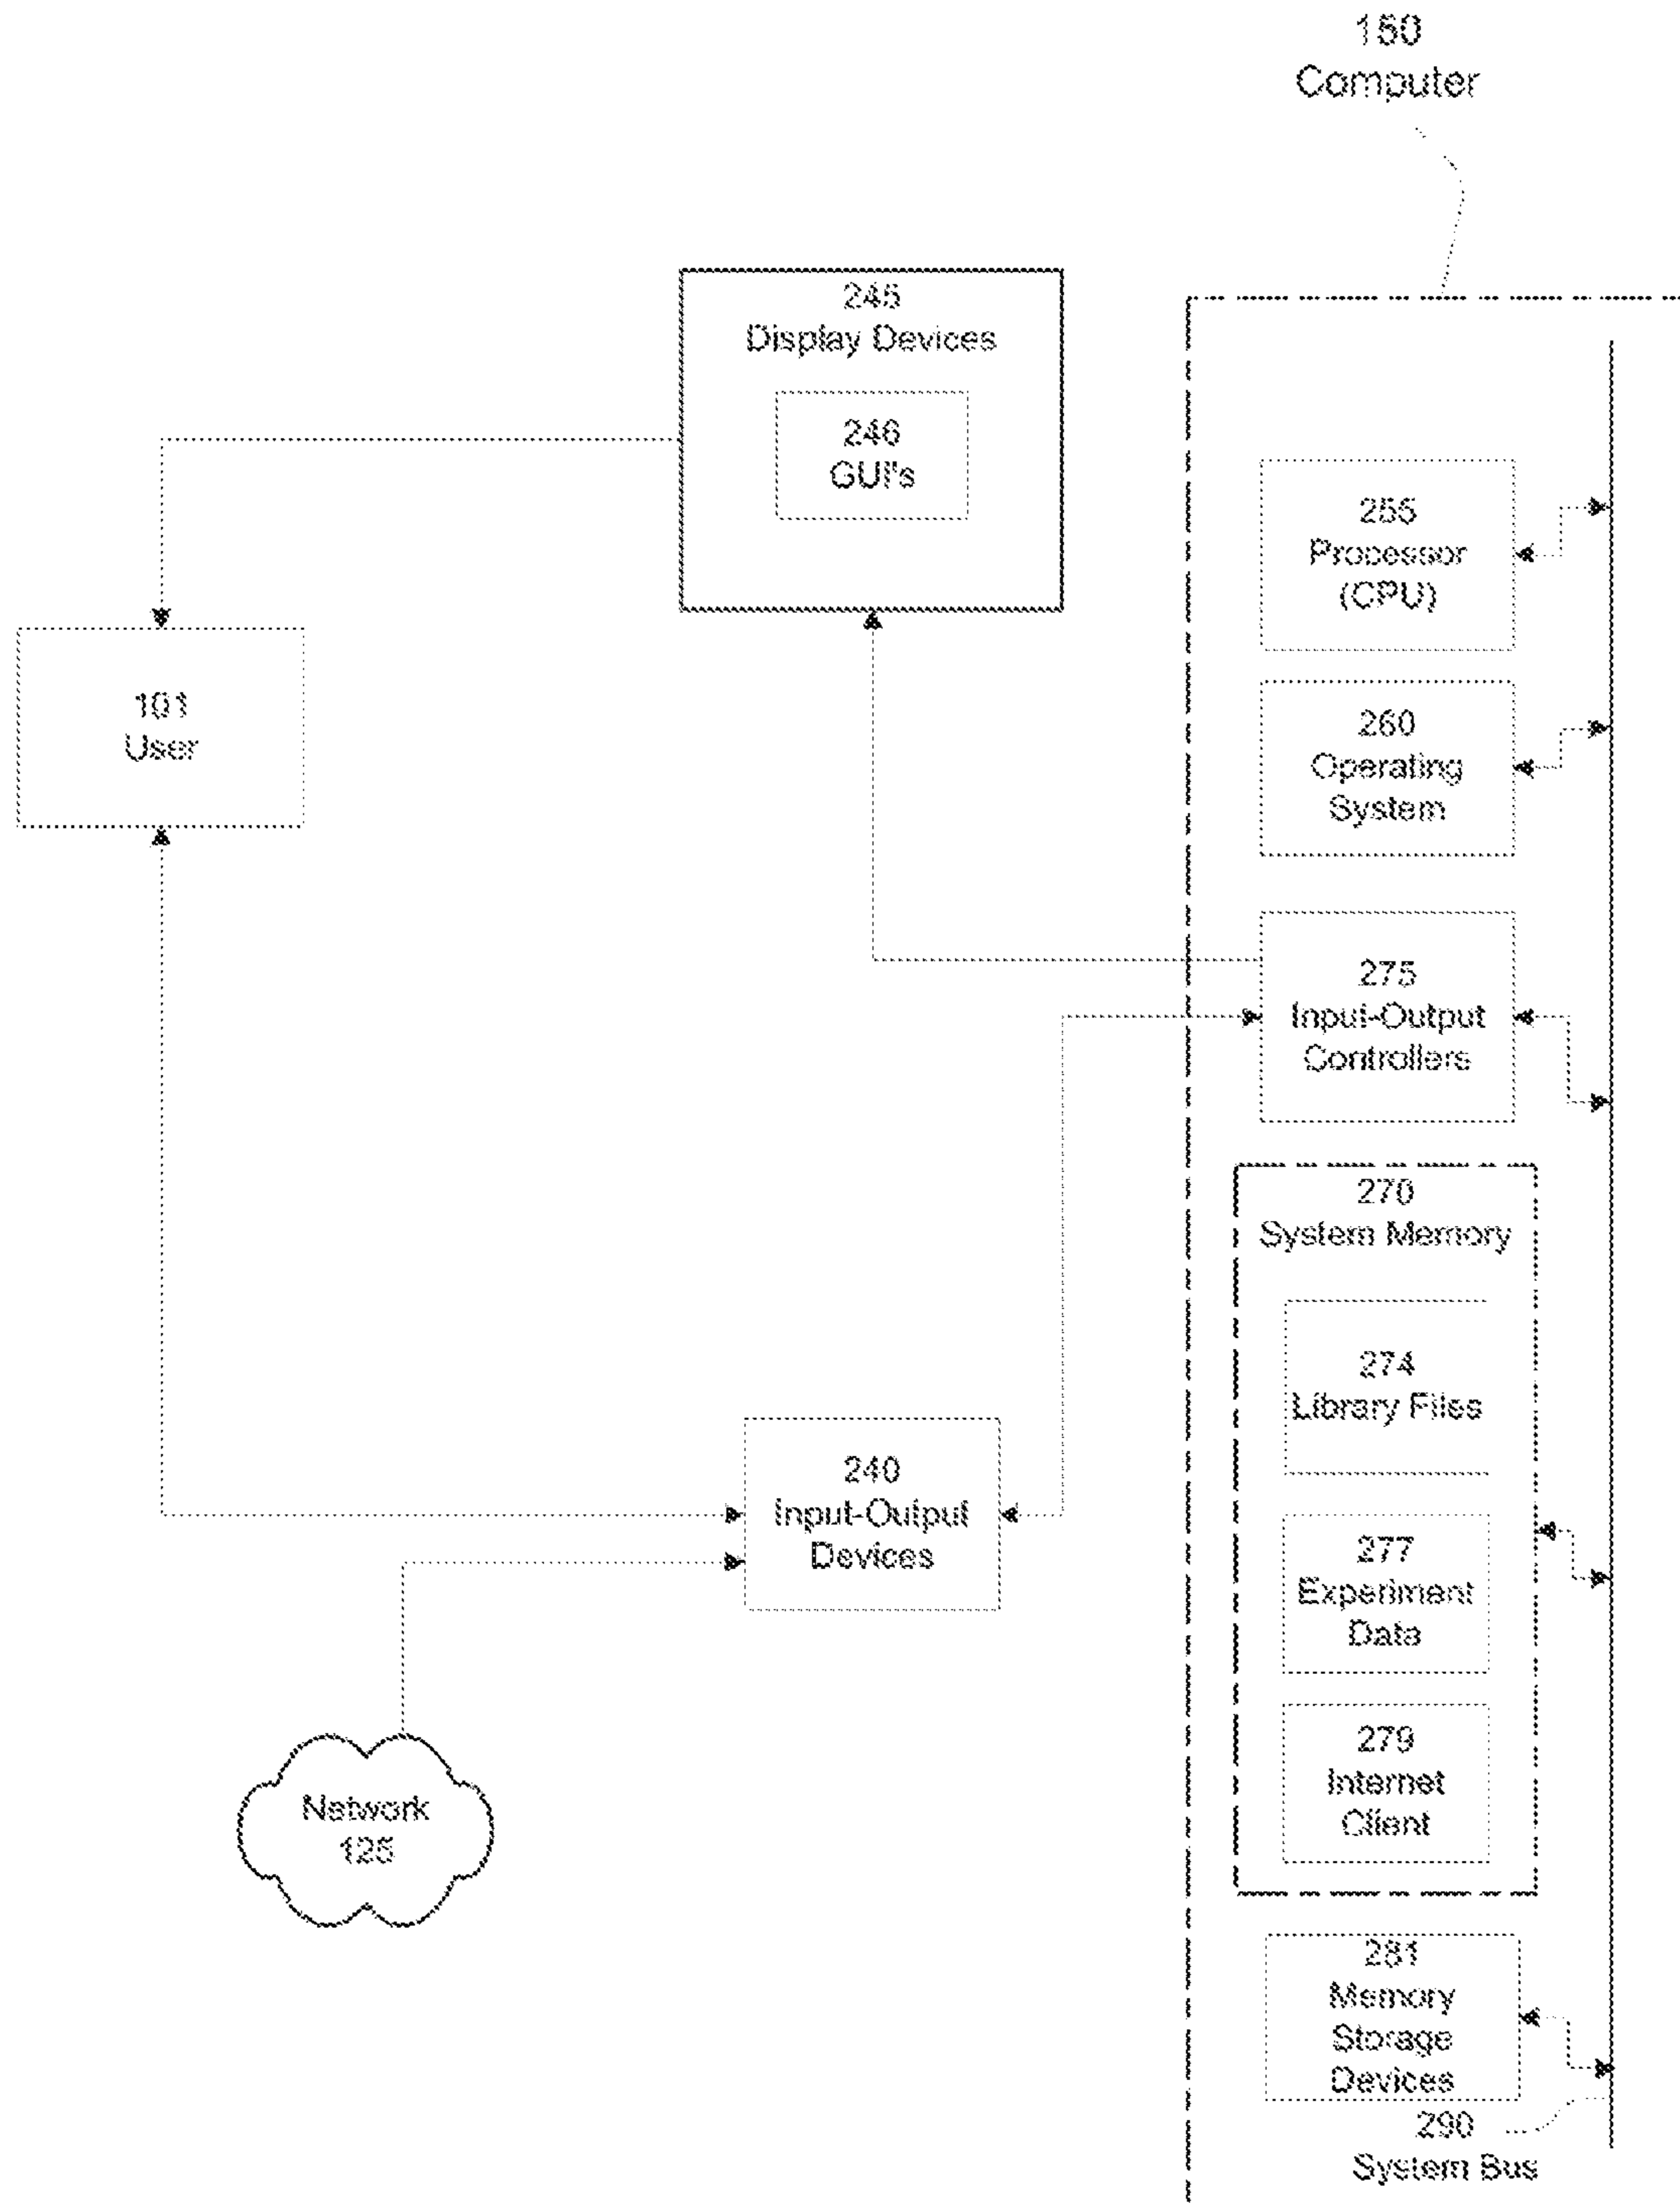 150
Computer
245
Display Devices
246
GUI's
255
Processor
(CPU)
101
User
260
Operating
System
275
Input-Output
Controllers
270
System Memory
274
Library Files
240
Input-Output
Devices
277
Experiment
Data
279
Internet
Client
Network
125
281
Memory
Storage
Devices
290
System Bus